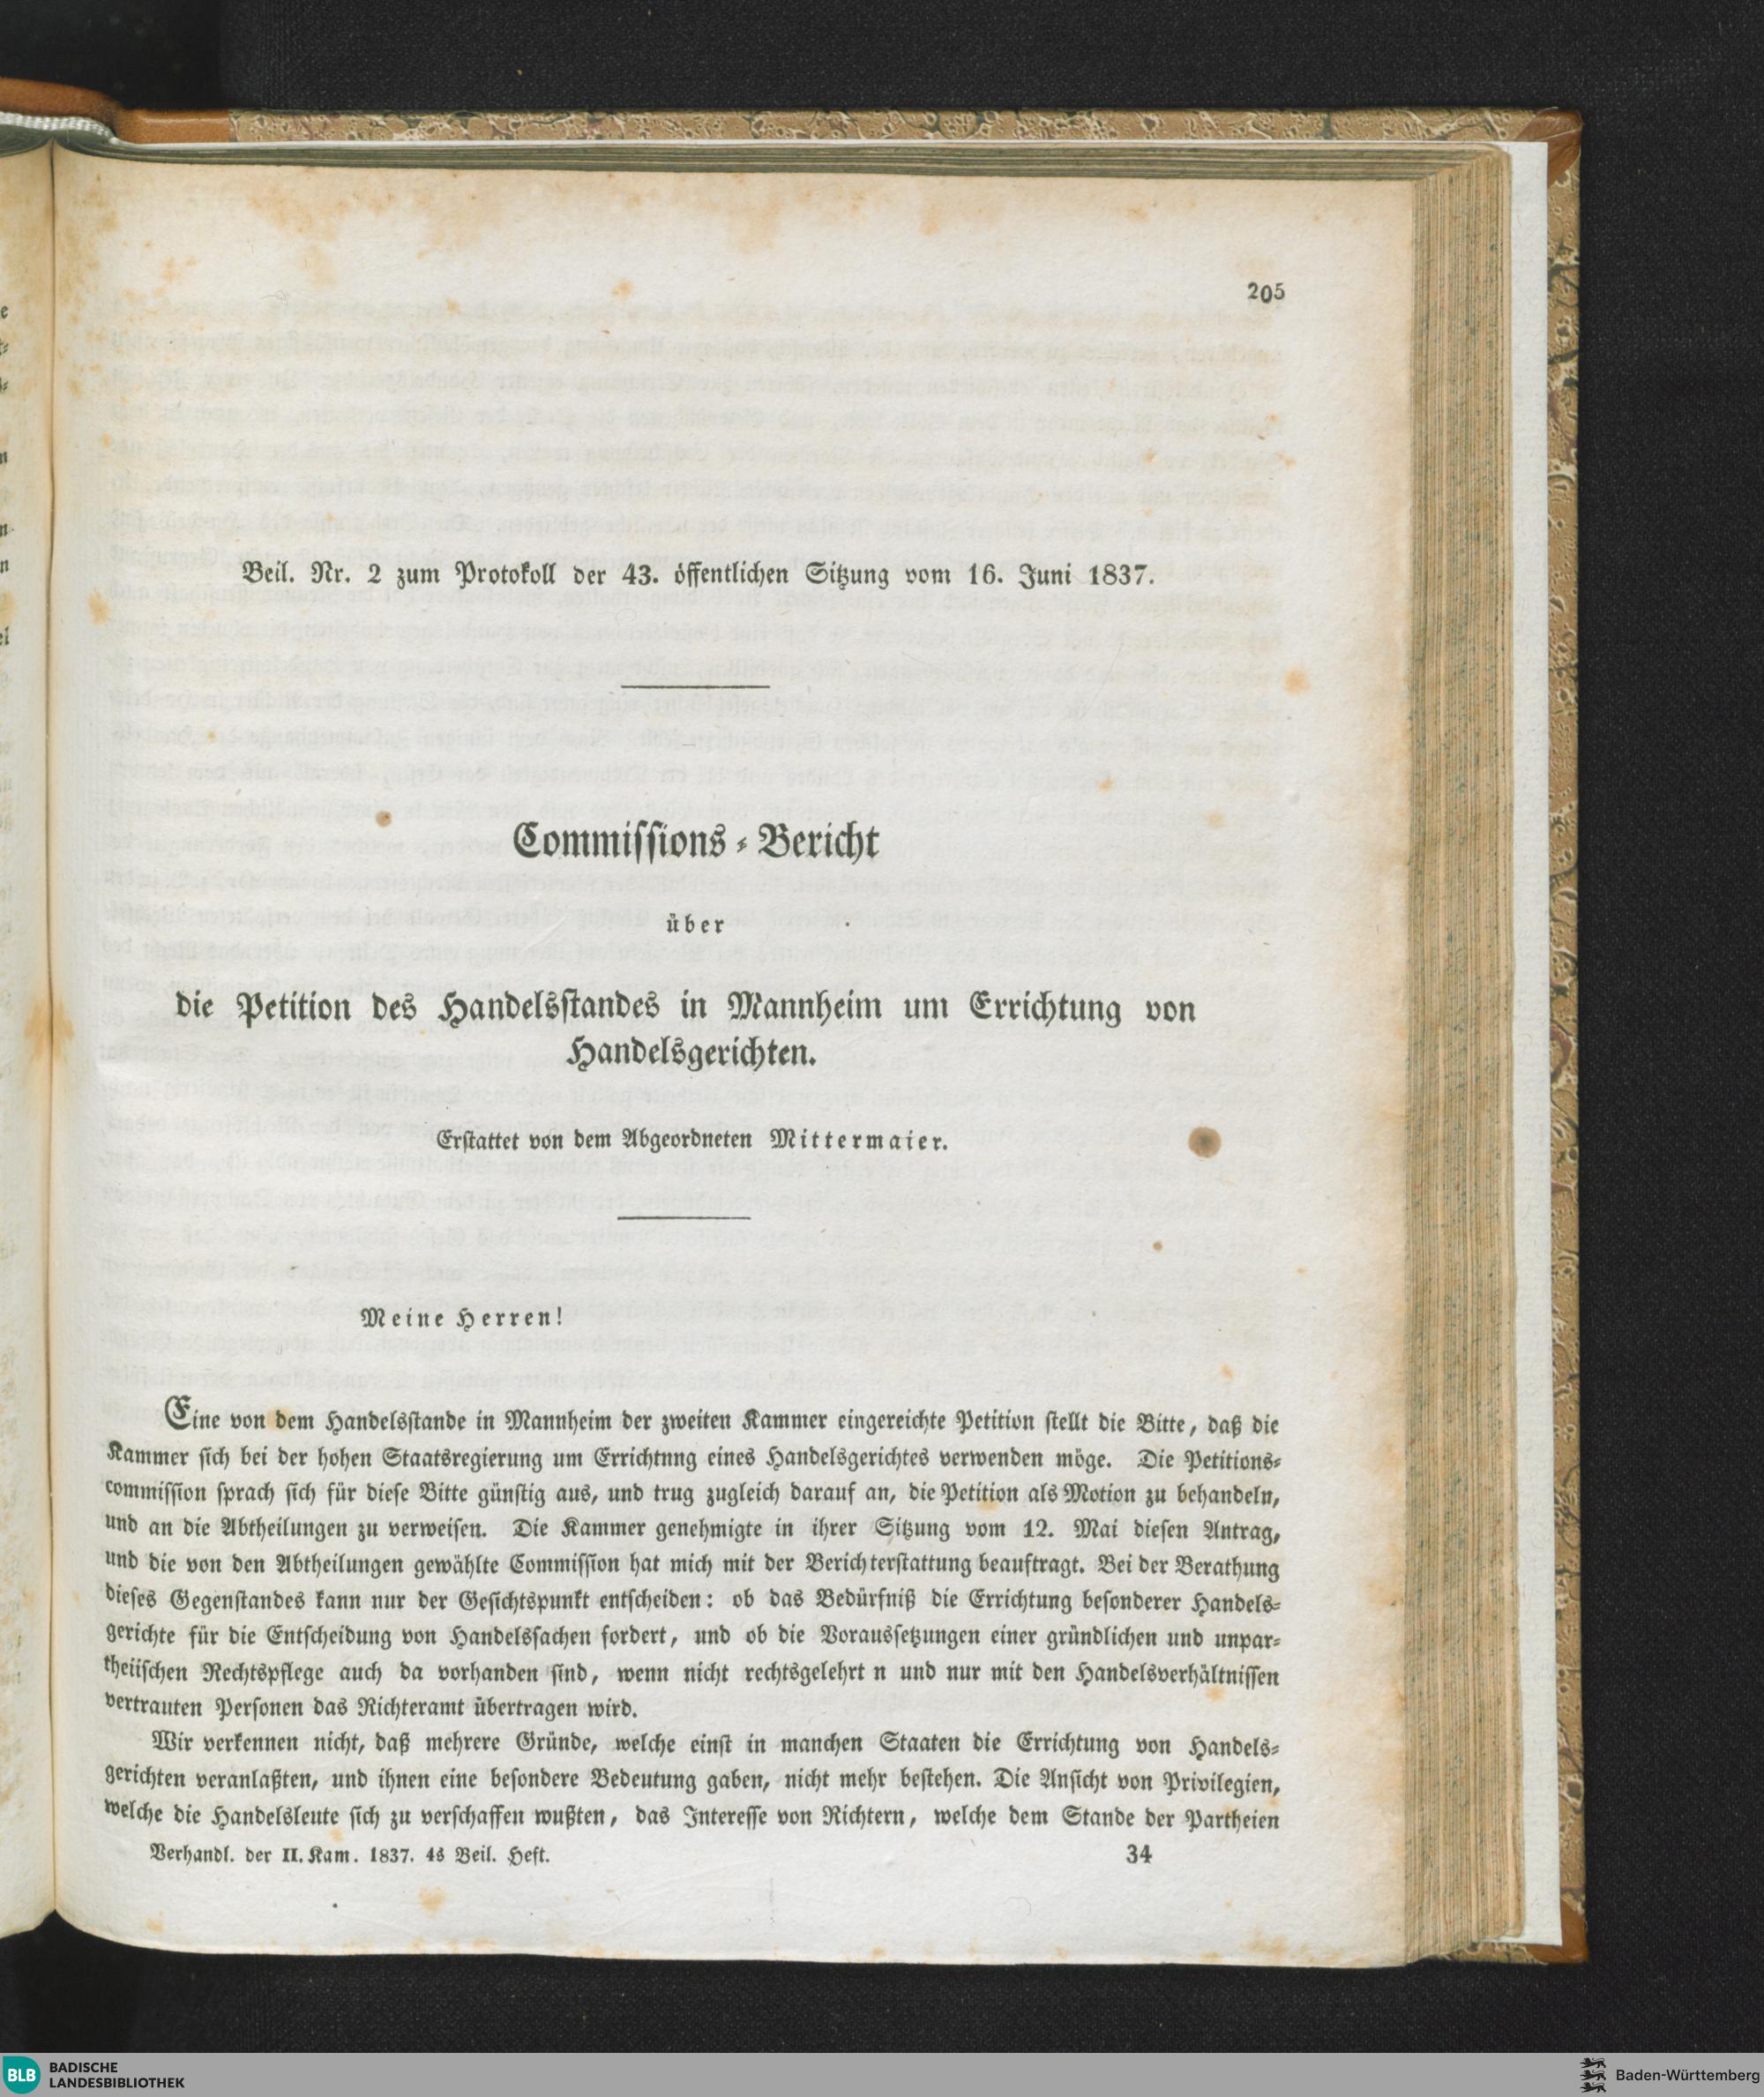 205
Beil. Nr. 2 zum Protokoll der 43. öffentlichen Sitzung vom 16. Juni 1837.
Commissions-Bericht
über
die Petition des Handelsstandes in Mannheim um Errichtung von
Handelsgerichten.
Erstattet von dem Abgeordneten Mittermaier.
Meine Herren!
Eine von dem Handelsstande in Mannheim der zweiten Kammer eingereichte Petition stellt die Bitte, daß die
Kammer sich bei der hohen Staatsregierung um Errichtnng eines Handelsgerichtes verwenden möge. Die Petitions-
commission sprach sich für diese Bitte günstig aus, und trug zugleich darauf an, die Petition als Motion zu behandeln,
und an die Abtheilungen zu verweisen. Die Kammer genehmigte in ihrer Sitzung vom 12. Mai diesen Antrag,
und die von den Abtheilungen gewählte Commission hat mich mit der Berichterstattung beauftragt. Bei der Berathung
dieses Gegenstandes kann nur der Gesichtspunkt entscheiden: ob das Bedürfniß die Errichtung besonderer Handels-
gerichte für die Entscheidung von Handelssachen fordert, und ob die Voraussetzungen einer gründlichen und unpar-
theiischen Rechtspflege auch da vorhanden sind, wenn nicht rechtsgelehrt n und nur mit den Handelsverhältnissen
vertrauten Personen das Richteramt übertragen wird.
Wir verkennen nicht, daß mehrere Gründe, welche einst in manchen Staaten die Errichtung von Handels-
gerichten veranlaßten, und ihnen eine besondere Bedeutung gaben, nicht mehr bestehen. Die Ansicht von Privilegien,
welche die Handelsleute sich zu verschaffen wußten, das Interesse von Richtern, welche dem Stande der Partheien
Verhandl. der II. Kam. 1837. 4s Beil. Heft. 34
BLB BADISCHE
LANDESBIBLIOTHEK
Baden-Württemberg